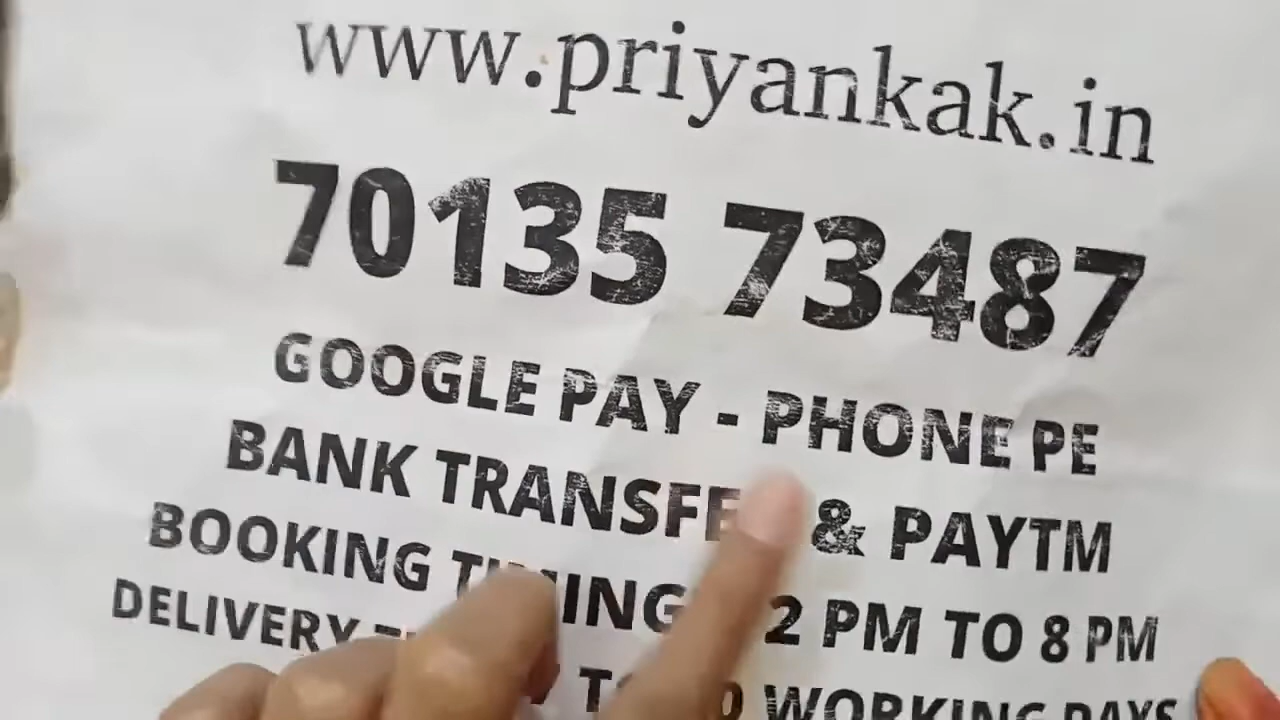 www.priyankak.in
70135 73487
GOOGLE PAY - PHONE PE
BANK & PAYTM
BOOKING 2 PM TO 8 PM
DELIVERY WORKING DAYS